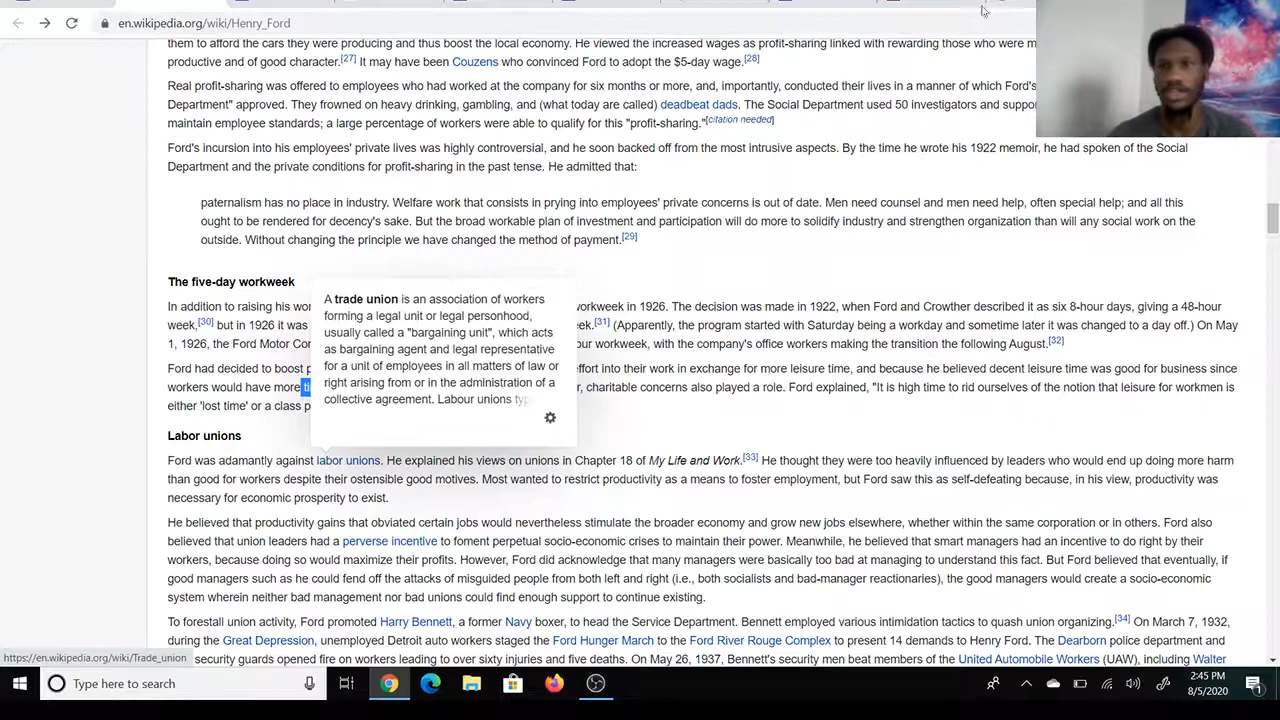 en.wikipedia.org/wiki/Henry_Ford
them to afford the cars they were producing and thus boost the local economy. He viewed the increased wages as profit-sharing linked with rewarding those who were m
productive and of good character.[27] It may have been Couzens who convinced Ford to adopt the $5-day wage.[28]
Real profit-sharing was offered to employees who had worked at the company for six months or more, and, importantly, conducted their lives in a manner of which Ford's
Department" approved. They frowned on heavy drinking, gambling, and (what today are called) deadbeat dads. The Social Department used 50 investigators and suppor
maintain employee standards; a large percentage of workers were able to qualify for this "profit-sharing."[citation needed]
Ford's incursion into his employees' private lives was highly controversial, and he soon backed off from the most intrusive aspects. By the time he wrote his 1922 memoir, he had spoken of the Social
Department and the private conditions for profit-sharing in the past tense. He admitted that:
paternalism has no place in industry. Welfare work that consists in prying into employees' private concerns is out of date. Men need counsel and men need help, often special help; and all this
ought to be rendered for decency's sake. But the broad workable plan of investment and participation will do more to solidify industry and strengthen organization than will any social work on the
outside. Without changing the principle we have changed the method of payment.[29]
The five-day workweek
In addition to raising his wor
orkweek in 1926. The decision was made in 1922, when Ford and Crowther described it as six 8-hour days, giving a 48-hour
week,[30] but in 1926 it was
ek.[31] (Apparently, the program started with Saturday being a workday and sometime later it was changed to a day off.) On May
1, 1926, the Ford Motor Con
our workweek, with the company's office workers making the transition the following August.[32]
Ford had decided to boost p
effort into their work in exchange for more leisure time, and because he believed decent leisure time was good for business since
workers would have more ti
, charitable concerns also played a role. Ford explained, "It is high time to rid ourselves of the notion that leisure for workmen is
either 'lost time' or a class p
A trade union is an association of workers
forming a legal unit or legal personhood,
usually called a "bargaining unit", which acts
as bargaining agent and legal representative
for a unit of employees in all matters of law or
right arising from or in the administration of a
collective agreement. Labour unions typ
Labor unions
Ford was adamantly against labor unions. He explained his views on unions in Chapter 18 of My Life and Work.[33] He thought they were too heavily influenced by leaders who would end up doing more harm
than good for workers despite their ostensible good motives. Most wanted to restrict productivity as a means to foster employment, but Ford saw this as self-defeating because, in his view, productivity was
necessary for economic prosperity to exist.
He believed that productivity gains that obviated certain jobs would nevertheless stimulate the broader economy and grow new jobs elsewhere, whether within the same corporation or in others. Ford also
believed that union leaders had a perverse incentive to foment perpetual socio-economic crises to maintain their power. Meanwhile, he believed that smart managers had an incentive to do right by their
workers, because doing so would maximize their profits. However, Ford did acknowledge that many managers were basically too bad at managing to understand this fact. But Ford believed that eventually, if
good managers such as he could fend off the attacks of misguided people from both left and right (i.e., both socialists and bad-manager reactionaries), the good managers would create a socio-economic
system wherein neither bad management nor bad unions could find enough support to continue existing.
To forestall union activity, Ford promoted Harry Bennett, a former Navy boxer, to head the Service Department. Bennett employed various intimidation tactics to quash union organizing.[34] On March 7, 1932,
during the Great Depression, unemployed Detroit auto workers staged the Ford Hunger March to the Ford River Rouge Complex to present 14 demands to Henry Ford. The Dearborn police department and
security guards opened fire on workers leading to over sixty injuries and five deaths. On May 26, 1937, Bennett's security men beat members of the United Automobile Workers (UAW), including Walter
https://en.wikipedia.org/wiki/Trade_union
Type here to search
2:45 PM
8/5/2020
1